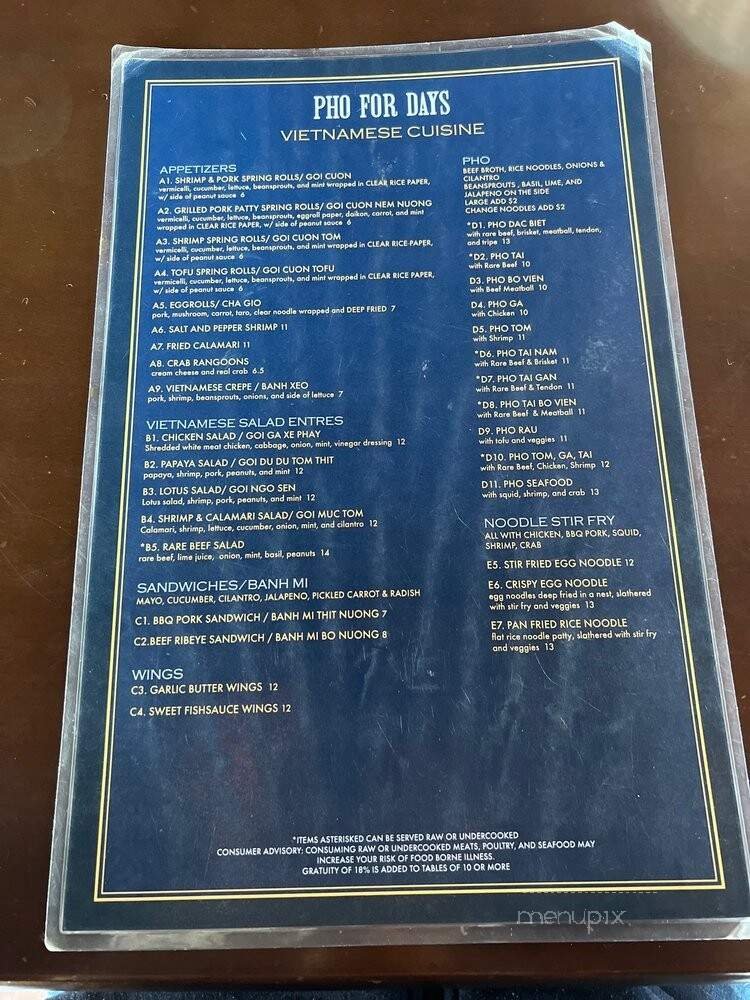 PHO FOR DAYS
VIETNAMESE CUISINE
APPETIZERS
A1. SHRIMP & PORK SPRING ROLLS/ GOI CUON
vermicelli, cucumber, lettuce, beansprouts, and mint wrapped in CLEAR RICE PAPER,
w/ side of peanut sauce 6
A2. GRILLED PORK PATTY SPRING ROLLS/ GOI CUON NEM NUONG
vermicelli, cucumber, lettuce, beansprouts, eggroll paper, daikon, carrot, and mint
wrapped in CLEAR RICE PAPER, w/ side of peanut sauce 6
A3. SHRIMP SPRING ROLLS/ GOI CUON TOM
vermicelli, cucumber, lettuce, beansprouts, and mint wrapped in CLEAR RICE PAPER,
w/ side of peanut sauce 6
A4. TOFU SPRING ROLLS/ GOI CUON TOFU
vermicelli, cucumber, lettuce, beansprouts, and mint wrapped in CLEAR RICE PAPER,
w/ side of peanut sauce 6
A5. EGGROLLS/ CHA GIO
pork, mushroom, carrot, taro, clear noodle wrapped and DEEP FRIED 7
A6. SALT AND PEPPER SHRIMP 11
A7. FRIED CALAMARI 11
A8. CRAB RANGOONS
cream cheese and real crab 6.5
A9. VIETNAMESE CREPE / BANH XEO
pork, shrimp, beansprouts, onions, and side of lettuce 7
VIETNAMESE SALAD ENTRES
B1. CHICKEN SALAD / GOI GA XE PHAY
Shredded white meat chicken, cabbage, onion, mint, vinegar dressing 12
B2. PAPAYA SALAD / GOI DU DU TOM THIT
papaya, shrimp, pork, peanuts, and mint 12
B3. LOTUS SALAD/ GOI NGO SEN
Lotus salad, shrimp, pork, peanuts, and mint 12
B4. SHRIMP & CALAMARI SALAD/ GOI MUC TOM
Calamari, shrimp, lettuce, cucumber, onion, mint, and cilantro 12
*B5. RARE BEEF SALAD
rare beef, lime juice, onion, mint, basil, peanuts 14
SANDWICHES/BANH MI
MAYO, CUCUMBER, CILANTRO, JALAPENO, PICKLED CARROT & RADISH
C1. BBQ PORK SANDWICH / BANH MI THIT NUONG 7
C2.BEEF RIBEYE SANDWICH / BANH MI BO NUONG 8
WINGS
C3. GARLIC BUTTER WINGS 12
C4. SWEET FISHSAUCE WINGS 12
PHO
BEEF BROTH, RICE NOODLES, ONIONS &
CILANTRO
BEANSPROUTS , BASIL, LIME, AND
JALAPENO ON THE SIDE
LARGE ADD $2
CHANGE NOODLES ADD $2
*D1. PHO DAC BIET
with rare beef, brisket, meatball, tendon,
and tripe 13
*D2. PHO TAI
with Rare Beef 10
D3. PHO BO VIEN
with Beef Meatball 10
D4. PHO GA
with Chicken 10
D5. PHO TOM
with Shrimp 11
*D6. PHO TAI NAM
with Rare Beef & Brisket 11
*D7. PHO TAI GAN
with Rare Beef & Tendon 11
*D8. PHO TAI BO VIEN
with Rare Beef & Meatball 11
D9. PHO RAU
with tofu and veggies 11
*D10. PHO TOM, GA, TAI
with Rare Beef, Chicken, Shrimp 12
D11. PHO SEAFOOD
with squid, shrimp, and crab 13
NOODLE STIR FRY
ALL WITH CHICKEN, BBQ PORK, SQUID,
SHRIMP, CRAB
E5. STIR FRIED EGG NOODLE 12
E6. CRISPY EGG NOODLE
egg noodles deep fried in a nest, slathered
with stir fry and veggies 13
E7. PAN FRIED RICE NOODLE
flat rice noodle patty, slathered with stir fry
and veggies 13
*ITEMS ASTERISKED CAN BE SERVED RAW OR UNDERCOOKED
CONSUMER ADVISORY; CONSUMING RAW OR UNDERCOOKED MEATS, POULTRY, AND SEAFOOD MAY
INCREASE YOUR RISK OF FOOD BORNE ILLNESS.
GRATUITY OF 18% IS ADDED TO TABLES OF 10 OR MORE
menupix